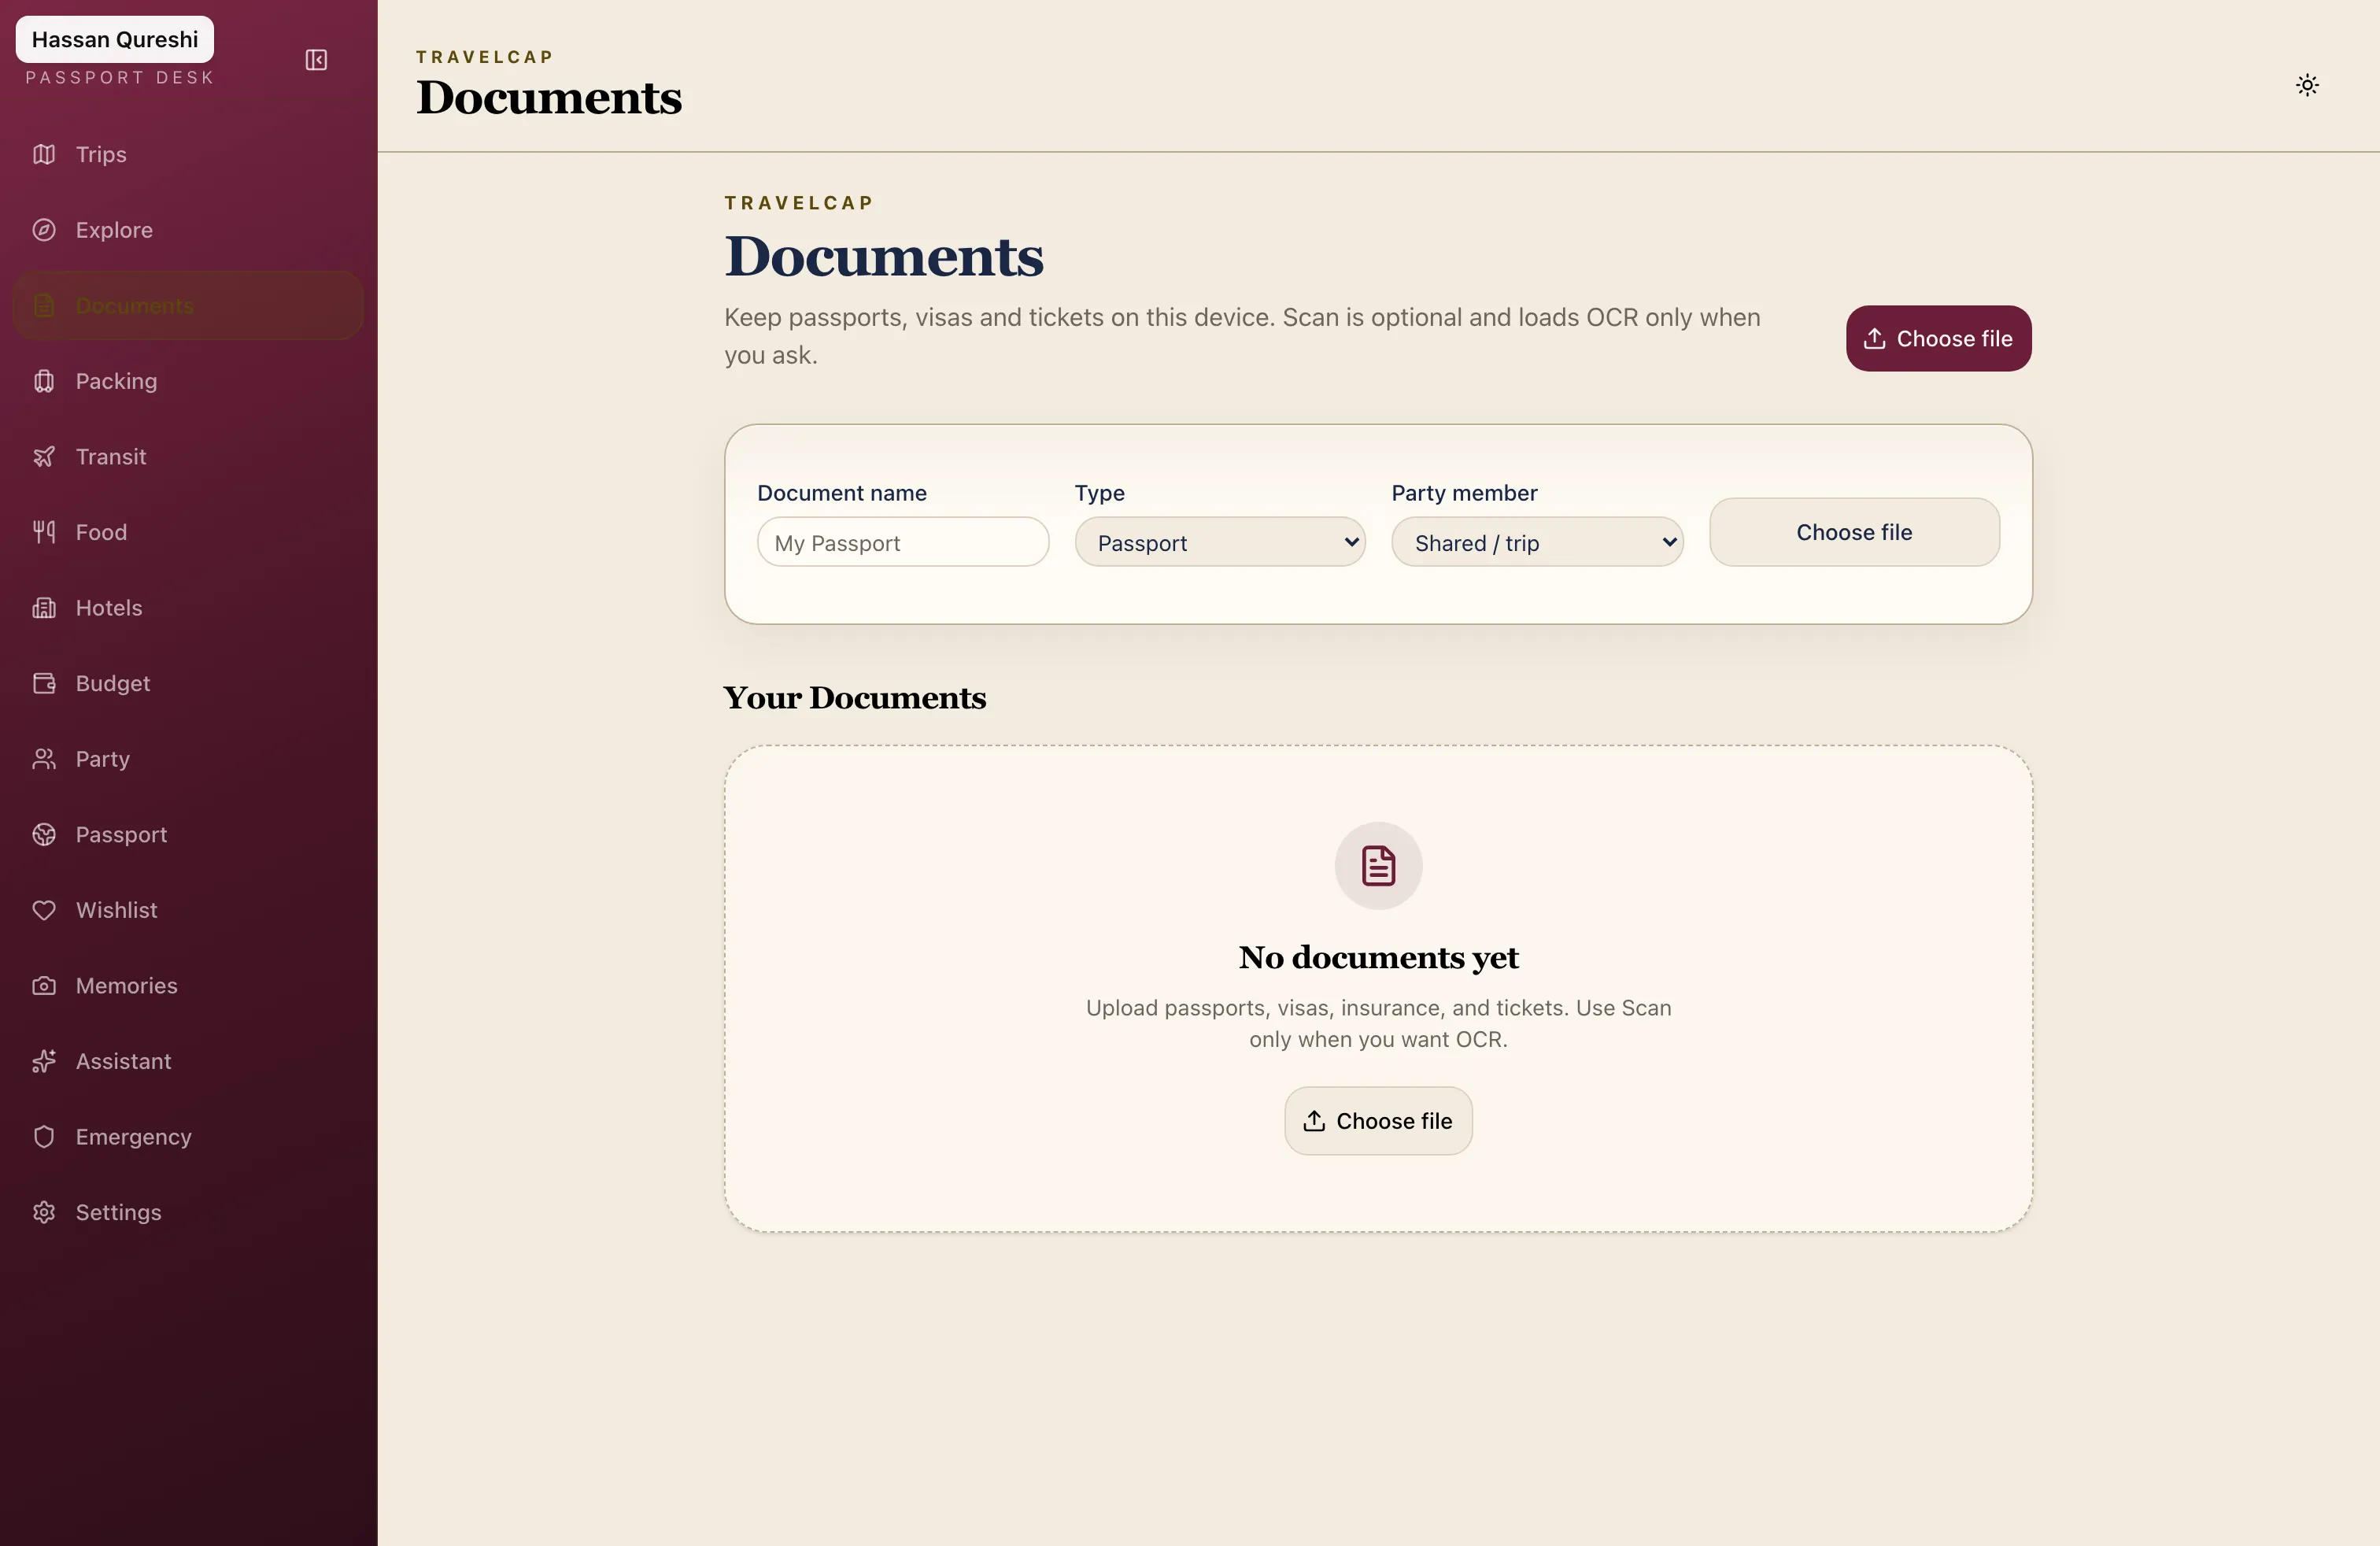 Hassan Qureshi
PASSPORT DESK
Trips
Explore
Documents
Packing
Transit
Food
Hotels
Budget
Party
Passport
Wishlist
Memories
Assistant
Emergency
Settings
TRAVELCAP
Documents
TRAVELCAP
Documents
Keep passports, visas and tickets on this device. Scan is optional and loads OCR only when
you ask.
Choose file
Document name
My Passport
Type
Passport
Party member
Shared / trip
Choose file
Your Documents
No documents yet
Upload passports, visas, insurance, and tickets. Use Scan
only when you want OCR.
Choose file